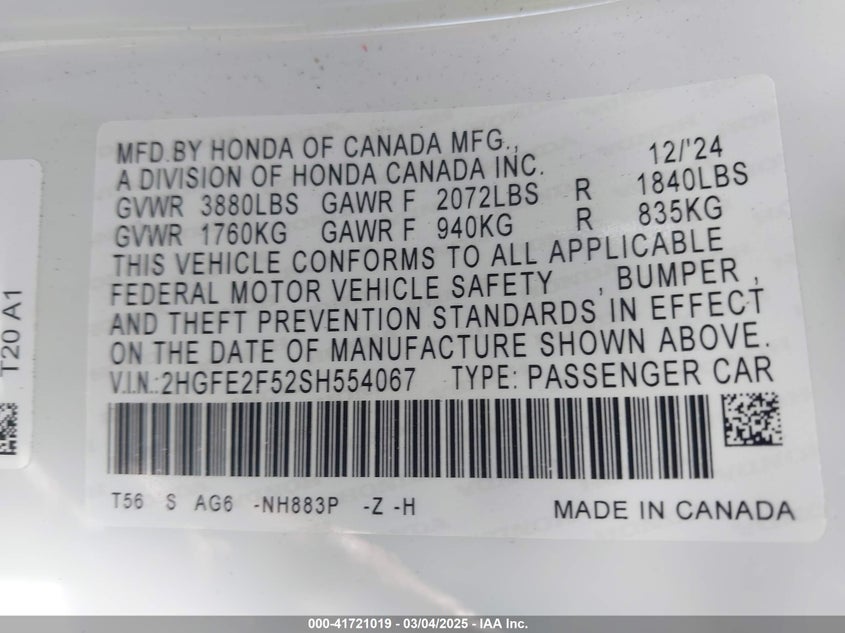 MFD.BY HONDA OF CANADA MFG., 12/'24
A DIVISION OF HONDA CANADA INC.
GVWR 3880LBS GAWR F 2072LBS R 1840LBS
GVWR 1760KG GAWR F 940KG R 835KG
THIS VEHICLE CONFORMS TO ALL APPLICABLE
FEDERAL MOTOR VEHICLE SAFETY , BUMPER ,
AND THEFT PREVENTION STANDARDS IN EFFECT
ON THE DATE OF MANUFACTURE SHOWN ABOVE.
V.I.N.:2HGFE2F52SH554067 TYPE: PASSENGER CAR
T56 S AG6 -NH883P -Z -H MADE IN CANADA
T20 A1
000-41721019 - 03/04/2025 - IAA Inc.